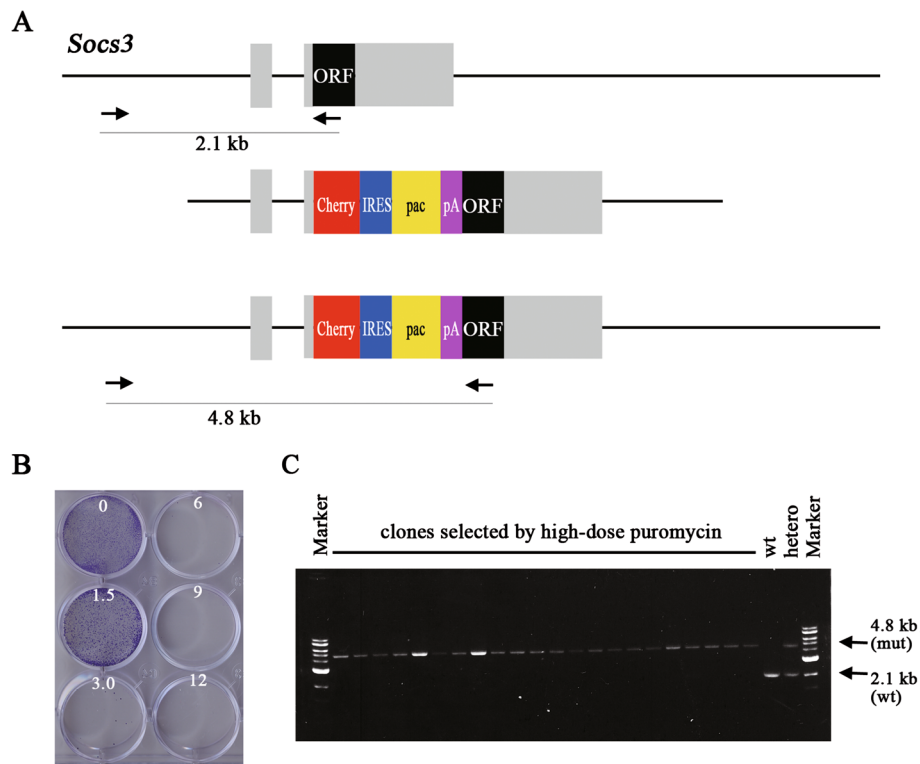 A
Socs3
ORF
2.1 kb
Cherry IRES pac pA ORF
Cherry IRES pac pA ORF
4.8 kb
B
0 6
1.5 9
3.0 12
C
Marker
clones selected by high-dose puromycin
wt
hetero
Marker
4.8 kb
(mut)
2.1 kb
(wt)